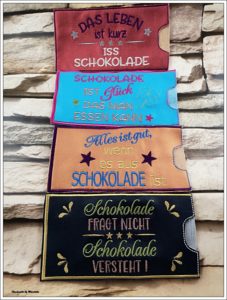 DAS LEBEN
ist kurz
ISS
SCHOKOLADE
SCHOKOLADE
IST Glück
DAS MAN
ESSEN KANN
Alles ist gut,
wenn
es aus
SCHOKOLADE ist
Schokolade
FRAGT NICHT
Schokolade
VERSTEHT !